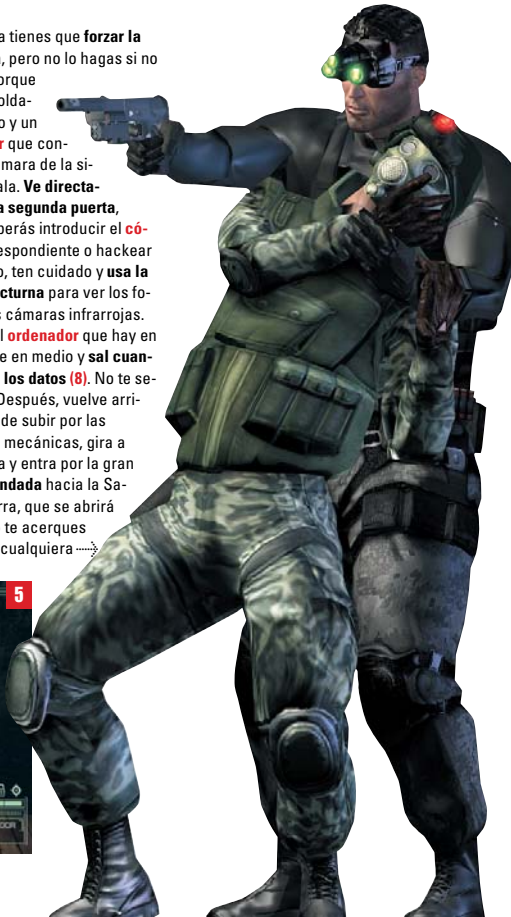 a tienes que forzar la
, pero no lo hagas si no
orque
olda-
o y un
r que con-
mara de la si-
ala. Ve directa-
a segunda puerta,
berás introducir el có-
espondiente o hackear
o, ten cuidado y usa la
cturna para ver los fo-
s cámaras infrarrojas.
l ordenador que hay en
e en medio y sal cuan-
los datos (8). No te se-
Después, vuelve arri-
de subir por las
mecánicas, gira a
a y entra por la gran
ndada hacia la Sa-
rra, que se abrirá
te acerques
cualquiera
5